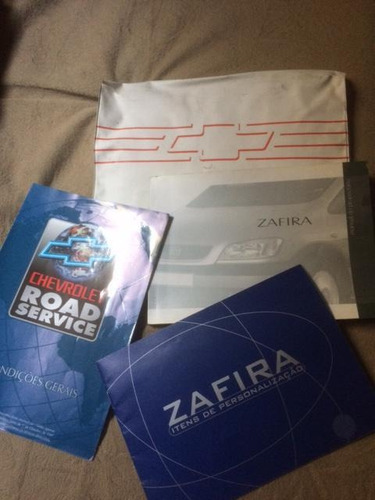 ZAFIRA
CHEVROLET
ROAD
SERVICE
NDIÇÕES GERAIS
ZAFIRA
ITENS DE PERSONALIZAÇÃO